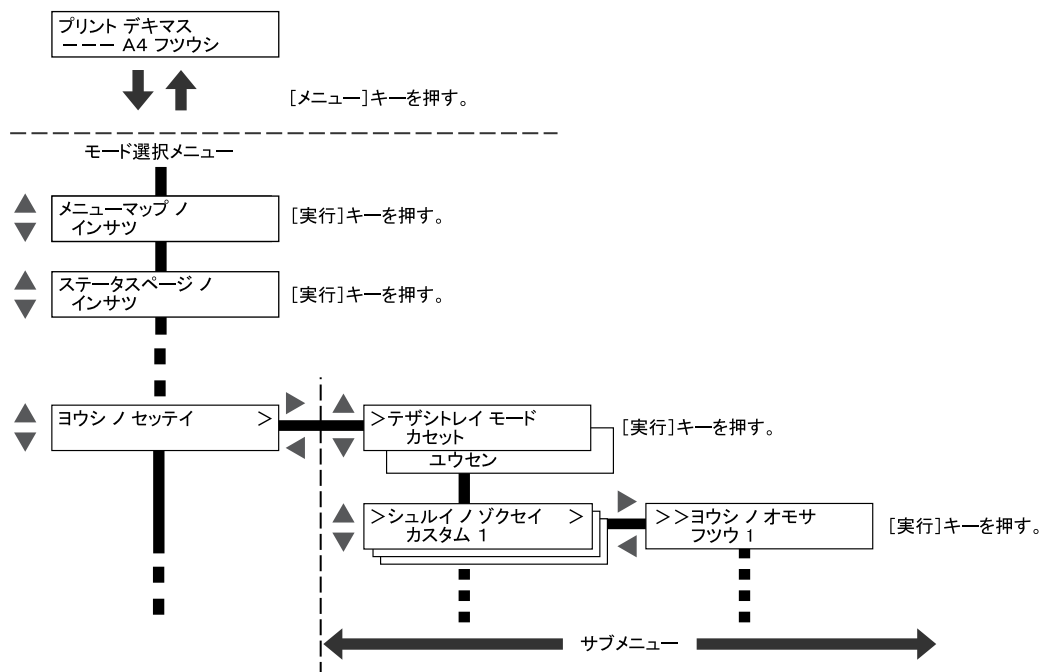 プリント デキマス
ーーー A4 フツウシ
[メニュー]キーを押す。
モード選択メニュー
メニューマップ ノ
インサツ
[実行]キーを押す。
ステータスページ ノ
インサツ
[実行]キーを押す。
ヨウシ ノ セッテイ >
>テザシトレイ モード
カセット
[実行]キーを押す。
ユウセン
>シュルイ ノ ゾクセイ >
カスタム 1
>>ヨウシ ノ オモサ
フツウ 1
[実行]キーを押す。
サブメニュー